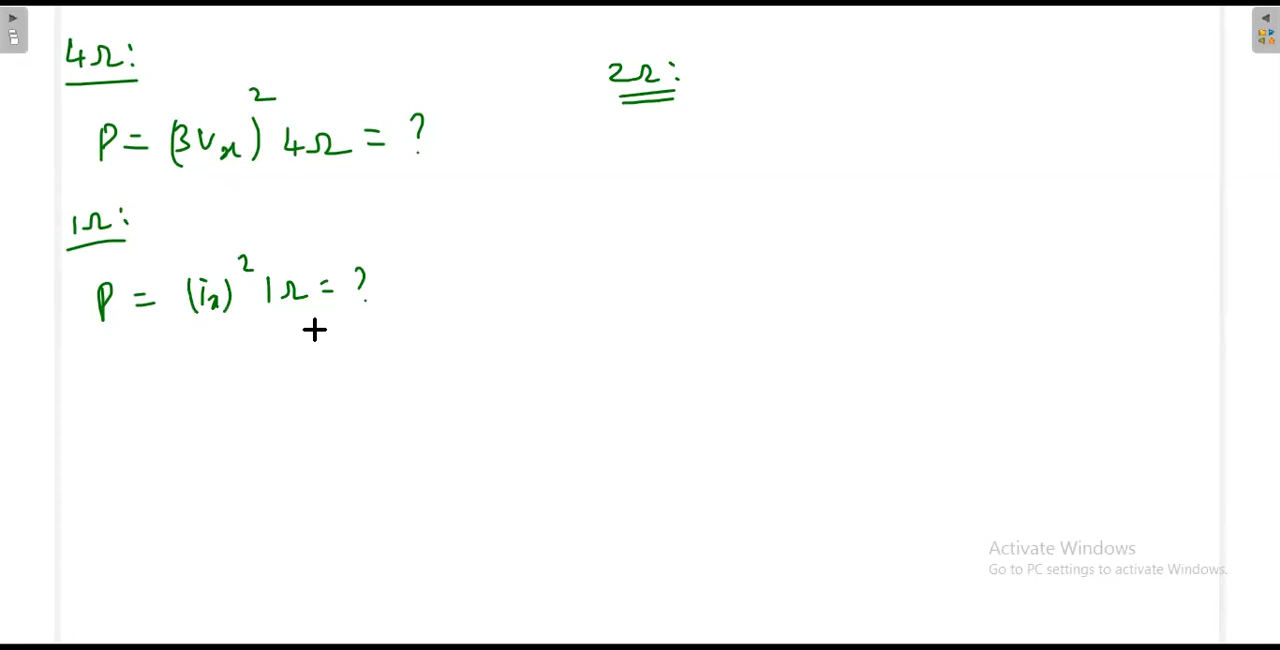 4Ω:
P = (3Vx)² 4Ω = ?
1Ω:
P = (ix)² 1Ω = ?
2Ω:
Activate Windows
Go to PC settings to activate Windows.